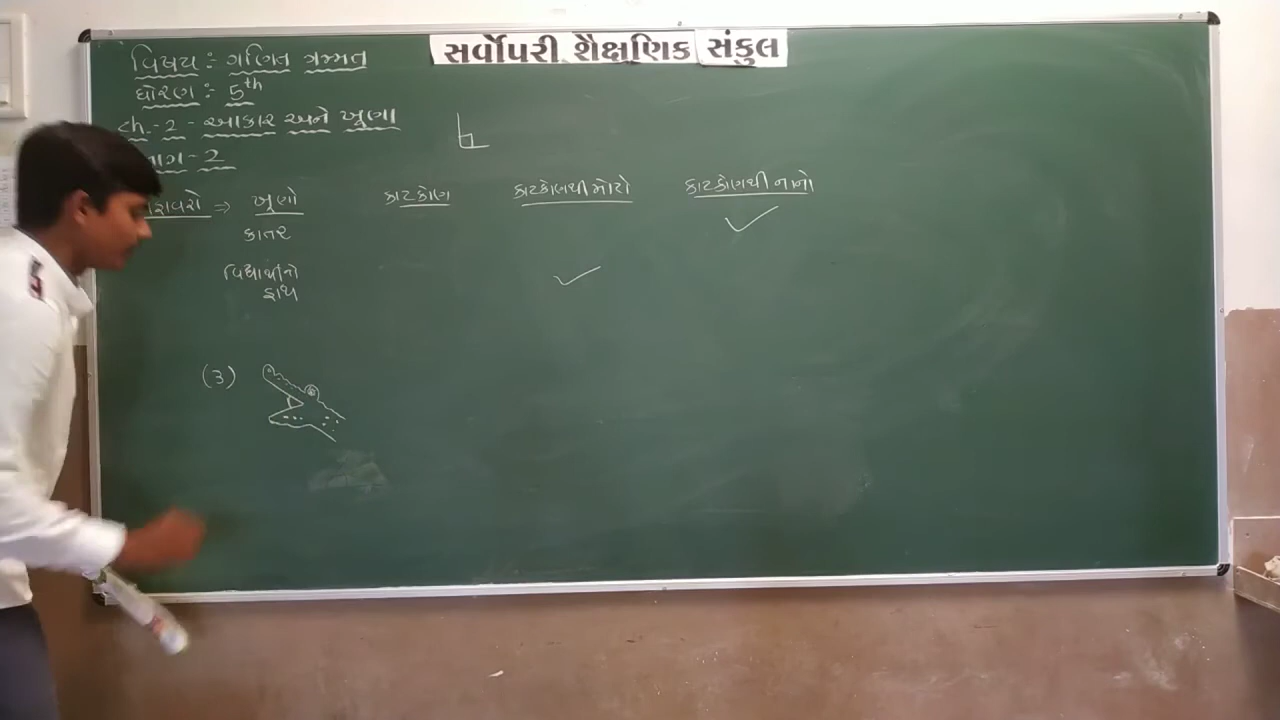 સર્વોપરી શૈક્ષણિક સંકુલ
વિષય :- ગણિત ગમ્મત
ધોરણ :- 5th
ch.-2 - આકાર અને ખૂણા
ભાગ-2
⇒ ખૂણો કાટકોણ કાટકોણથી મોટો કાટકોણથી નાનો
કાતર ✓
વિદ્યાર્થીનો ✓
હાથ
(૩)